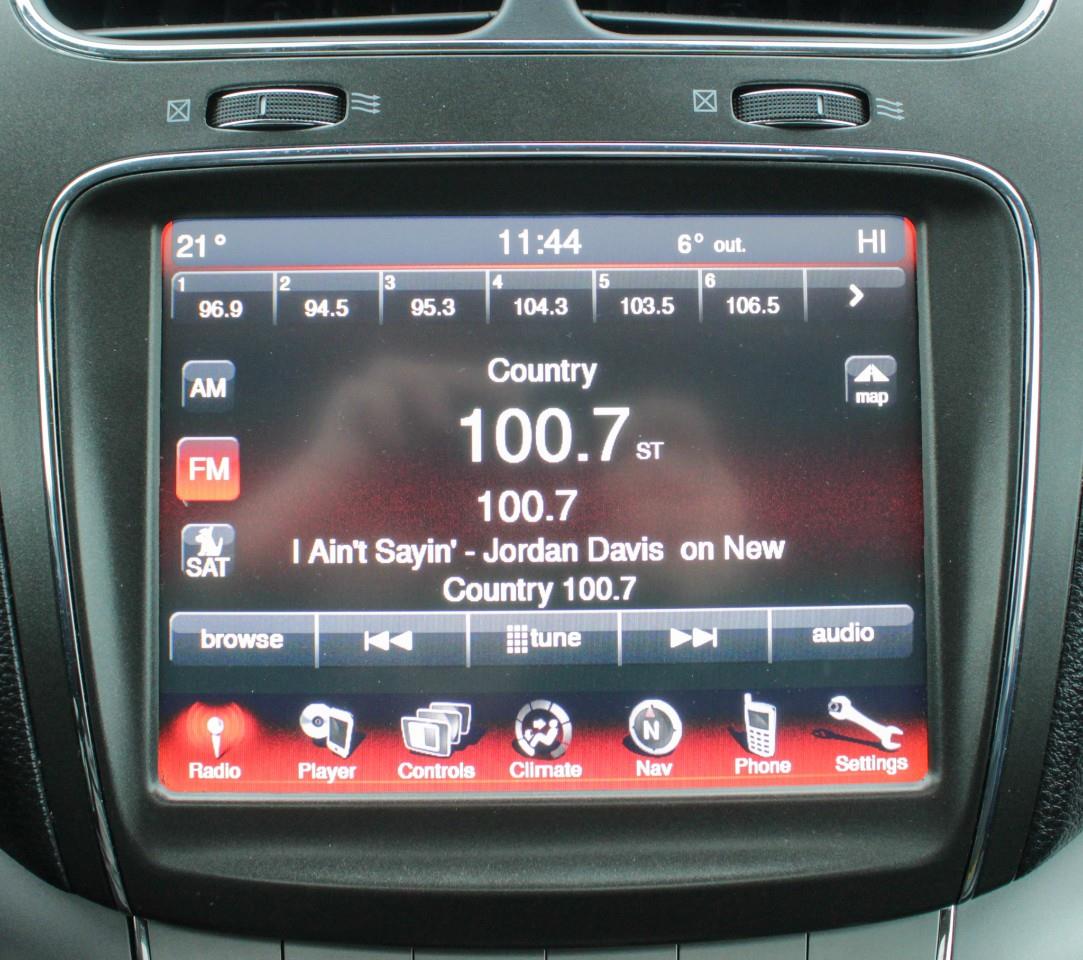 21° 11:44 6° out. HI
1 2 3 4 5 6
96.9 94.5 95.3 104.3 103.5 106.5
Country
AM
map
100.7 ST
FM
100.7
I Ain't Sayin' - Jordan Davis on New
Country 100.7
SAT
browse tune audio
N
Radio Player Controls Climate Nav Phone Settings